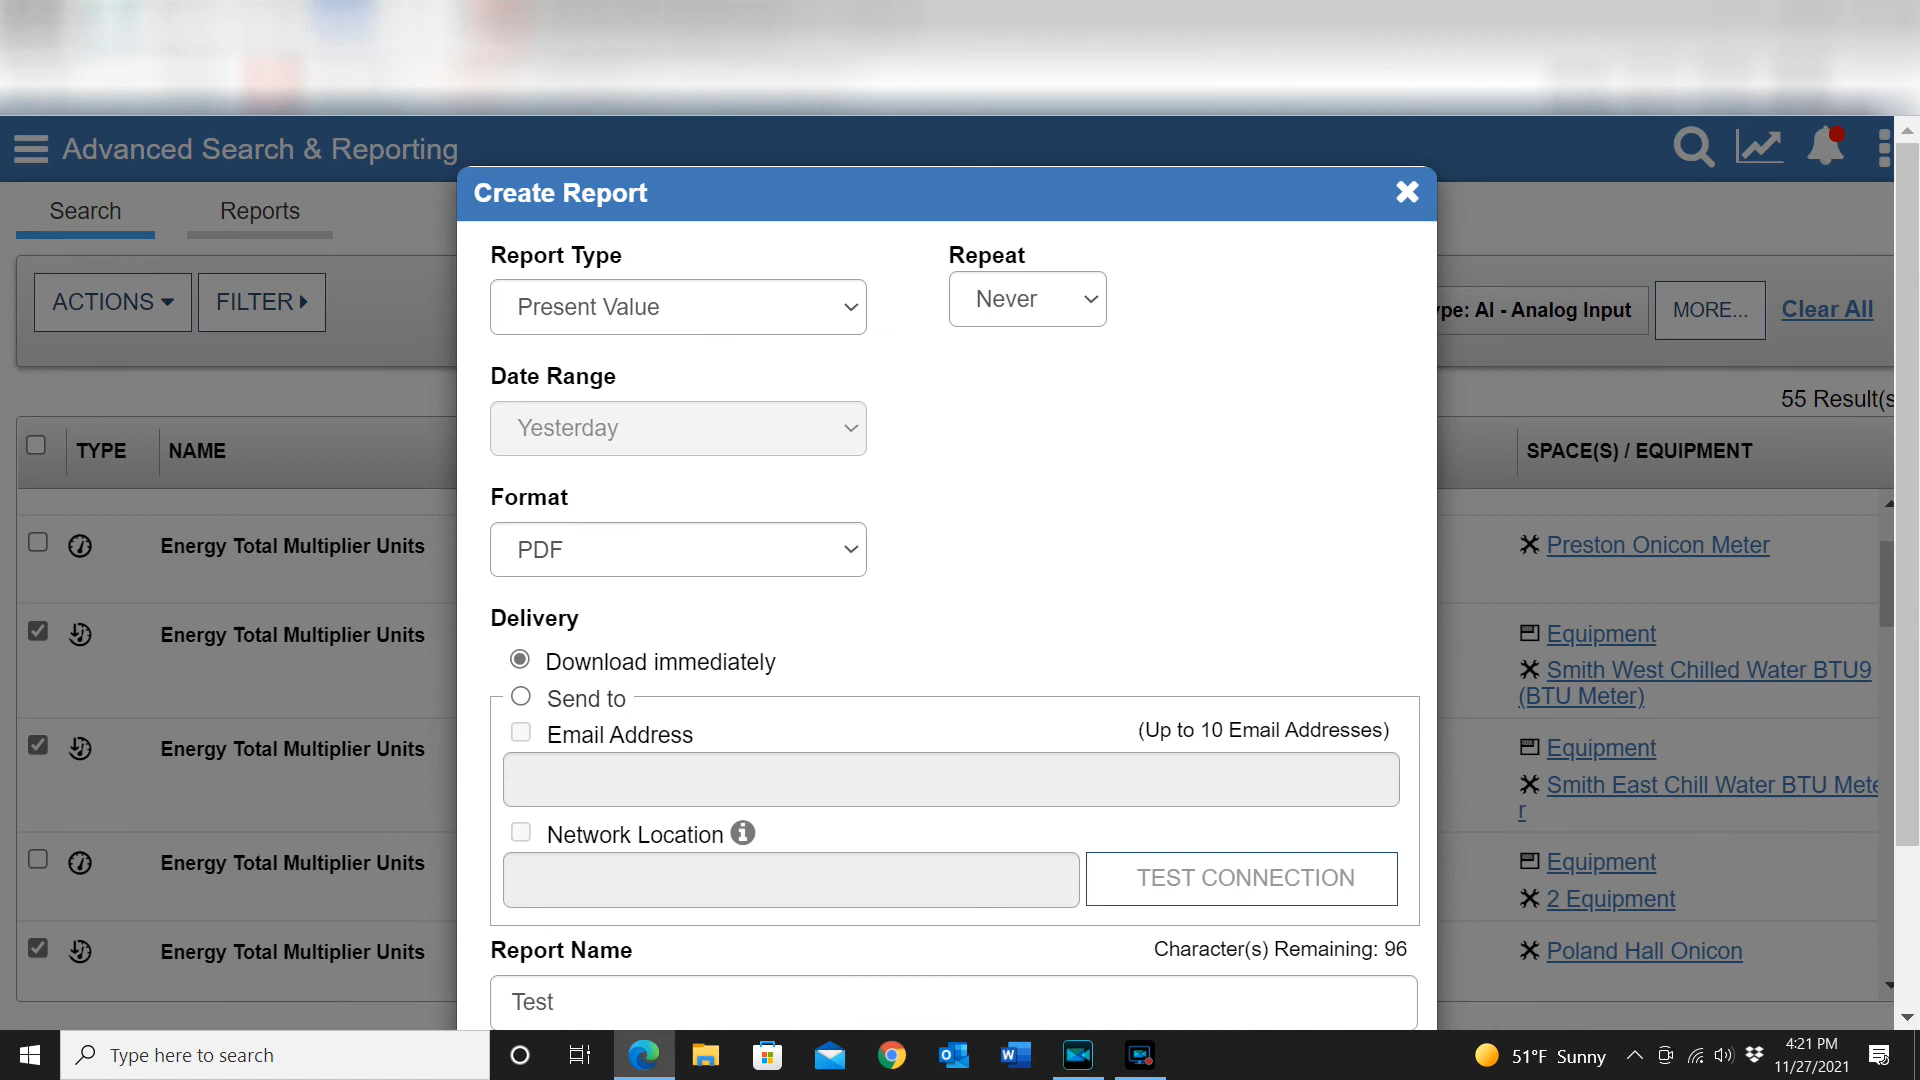 Advanced Search & Reporting
Create Report
Search
Reports
Report Type
Repeat
ACTIONS
FILTER
Present Value
Never
ype: AI - Analog Input
MORE...
Clear All
Date Range
55 Result(s
Yesterday
TYPE
NAME
SPACE(S) / EQUIPMENT
Format
Energy Total Multiplier Units
PDF
Preston Onicon Meter
Delivery
Energy Total Multiplier Units
Equipment
Download immediately
Smith West Chilled Water BTU9
(BTU Meter)
Send to
Email Address
(Up to 10 Email Addresses)
Energy Total Multiplier Units
Equipment
Smith East Chill Water BTU Mete
r
Network Location
Energy Total Multiplier Units
TEST CONNECTION
Equipment
2 Equipment
Energy Total Multiplier Units
Report Name
Character(s) Remaining: 96
Poland Hall Onicon
Test
Type here to search
51°F Sunny
4:21 PM
11/27/2021